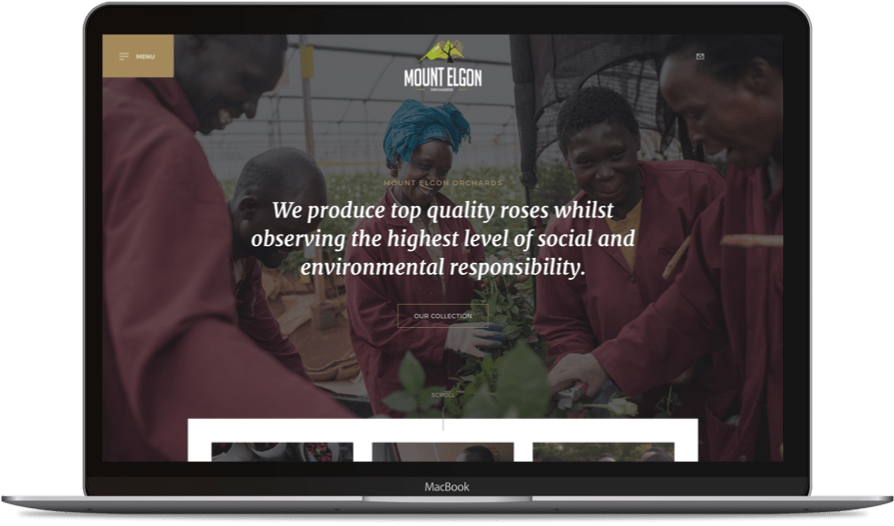 MENU
MOUNT ELGON
ORCHARDS
MOUNT ELGON ORCHARDS
We produce top quality roses whilst
observing the highest level of social and
environmental responsibility.
OUR COLLECTION
SCROLL
MacBook